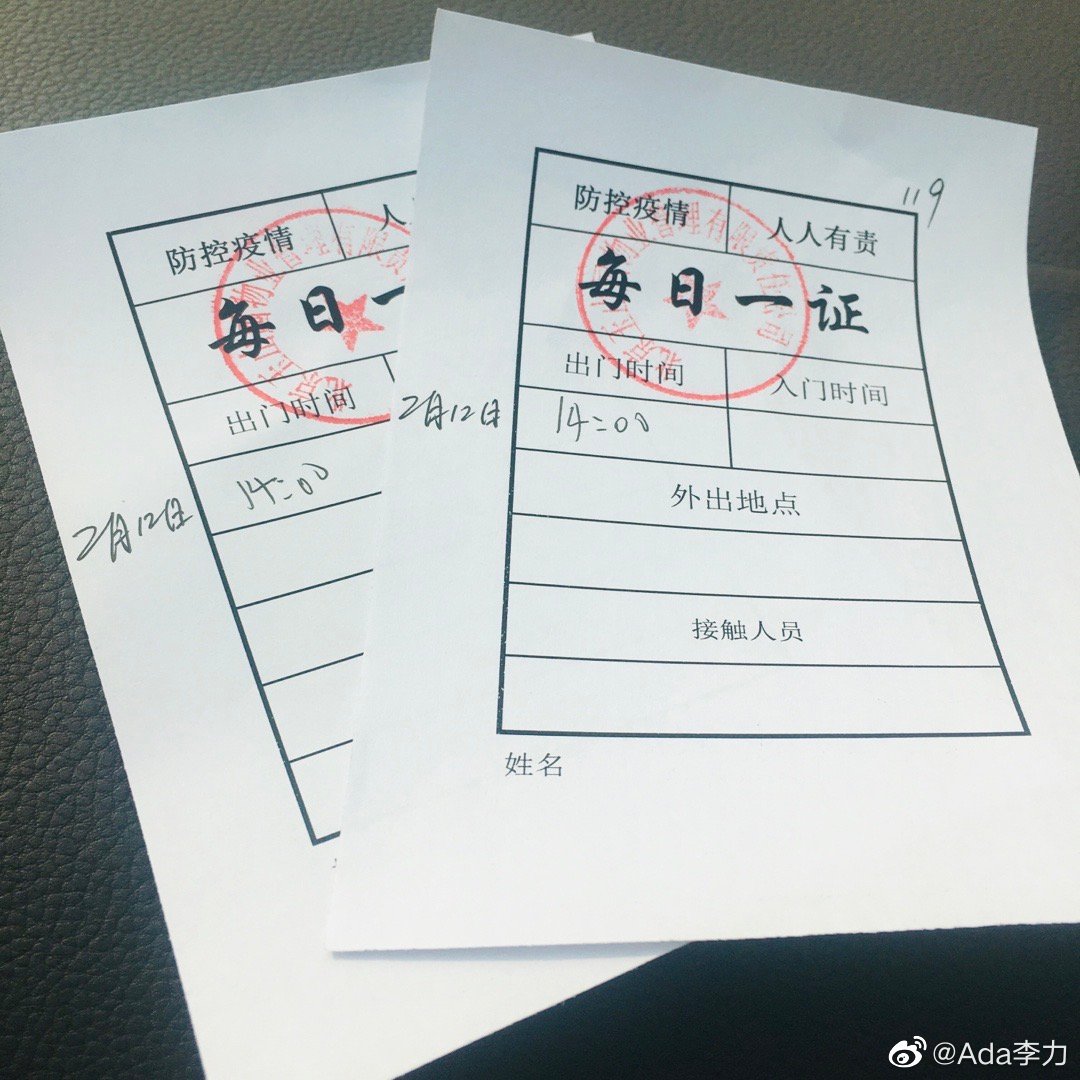 防控疫情 人
每日一
出门时间
2月12日 14:00
119
防控疫情 人人有责
每日一证
出门时间 入门时间
2月12日 14:00
外出地点
接触人员
姓名
@Ada李力